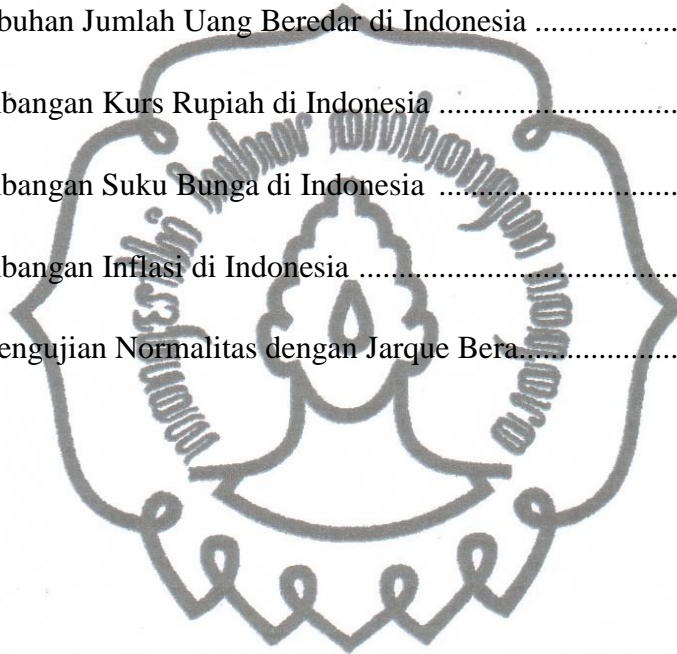 buhan Jumlah Uang Beredar di Indonesia ..................
bangan Kurs Rupiah di Indonesia ..............................
bangan Suku Bunga di Indonesia ..............................
bangan Inflasi di Indonesia ........................................
engujian Normalitas dengan Jarque Bera....................